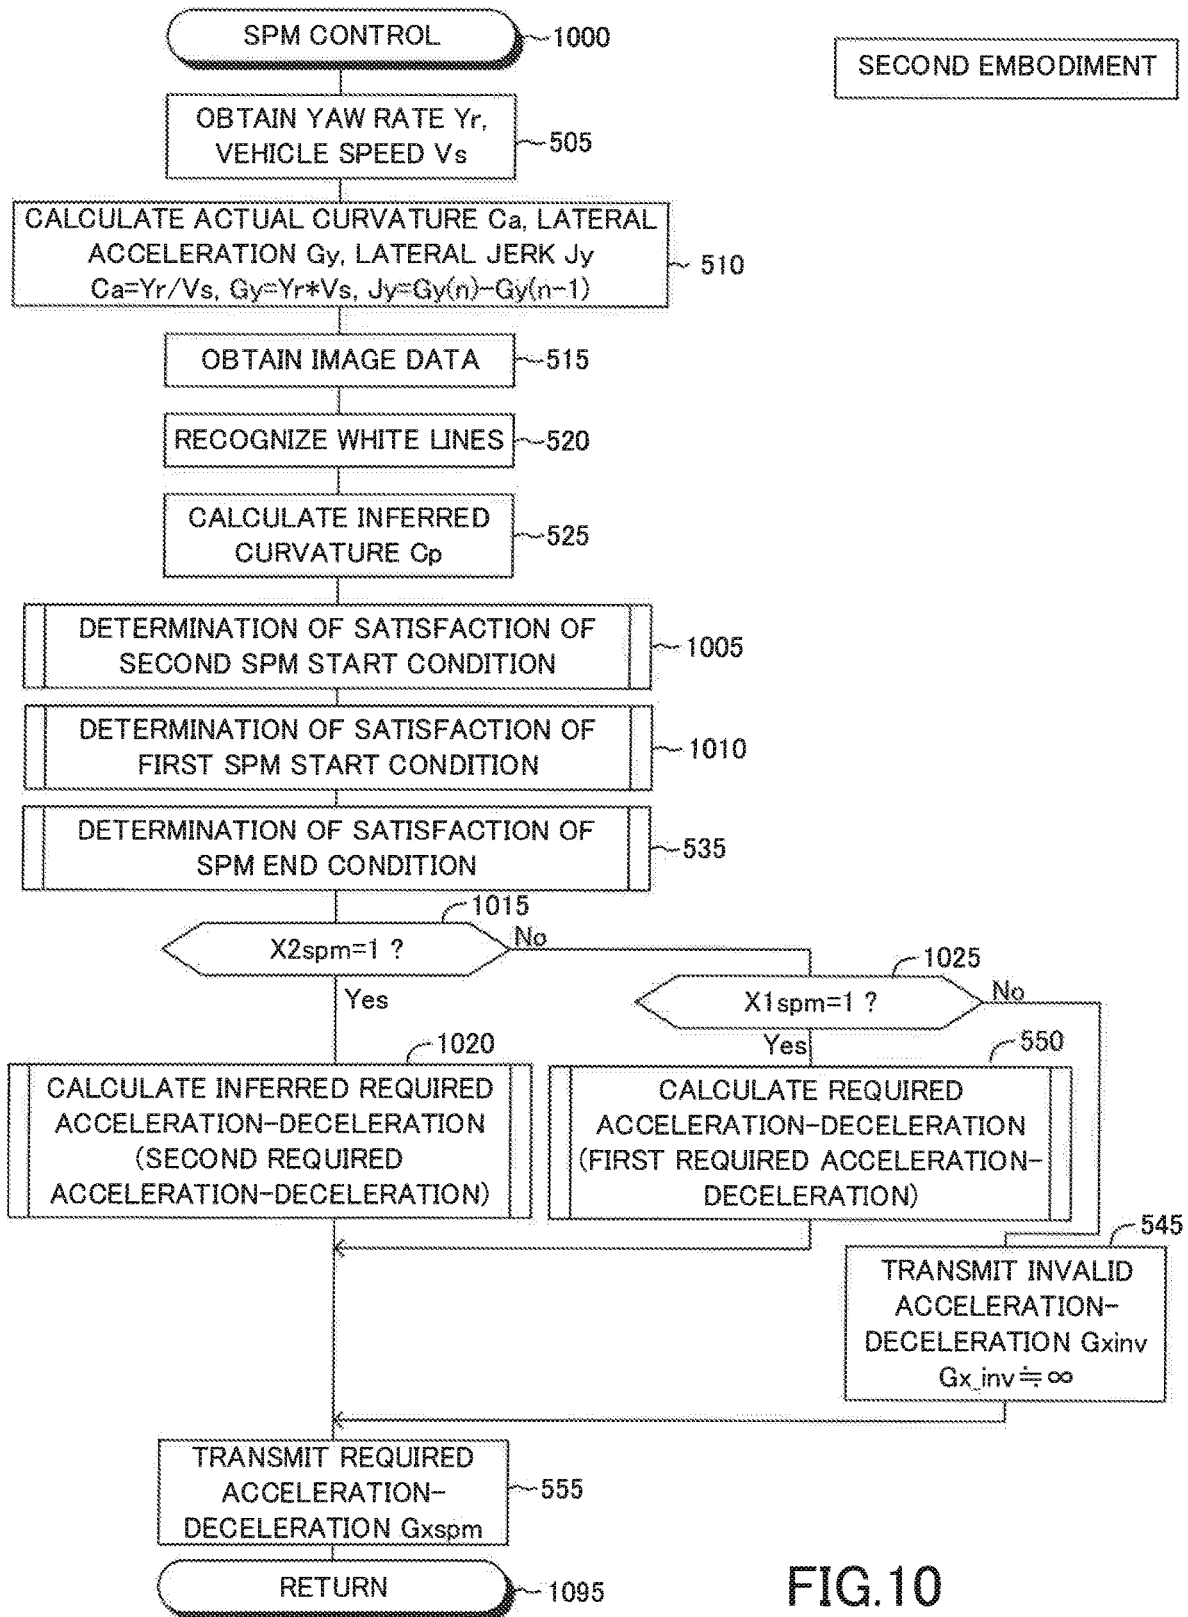 SPM CONTROL
1000
SECOND EMBODIMENT
OBTAIN YAW RATE Yr,
VEHICLE SPEED Vs
505
CALCULATE ACTUAL CURVATURE Ca, LATERAL
ACCELERATION Gy, LATERAL JERK Jy
Ca=Yr/Vs, Gy=Yr*Vs, Jy=Gy(n)-Gy(n-1)
510
OBTAIN IMAGE DATA
515
RECOGNIZE WHITE LINES
520
CALCULATE INFERRED
CURVATURE Cp
525
DETERMINATION OF SATISFACTION OF
SECOND SPM START CONDITION
1005
DETERMINATION OF SATISFACTION OF
FIRST SPM START CONDITION
1010
DETERMINATION OF SATISFACTION OF
SPM END CONDITION
535
1015
X2spm=1 ?
No
Yes
1025
X1spm=1 ?
No
Yes
1020
CALCULATE INFERRED REQUIRED
ACCELERATION-DECELERATION
(SECOND REQUIRED
ACCELERATION-DECELERATION)
550
CALCULATE REQUIRED
ACCELERATION-DECELERATION
(FIRST REQUIRED ACCELERATION-
DECELERATION)
545
TRANSMIT INVALID
ACCELERATION-
DECELERATION Gxinv
Gx_inv≒∞
TRANSMIT REQUIRED
ACCELERATION-
DECELERATION Gxspm
555
RETURN
1095
FIG.10